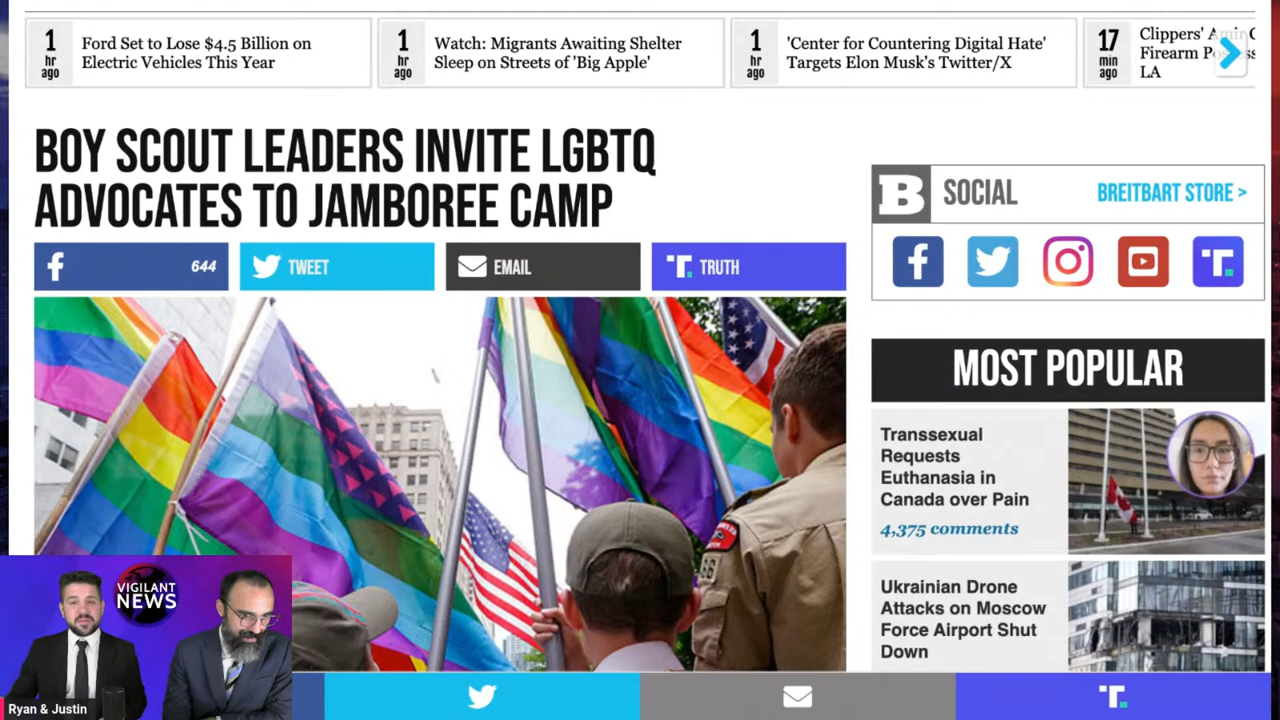 1
hr
ago
Ford Set to Lose $4.5 Billion on
Electric Vehicles This Year
1
hr
ago
Watch: Migrants Awaiting Shelter
Sleep on Streets of 'Big Apple'
1
hr
ago
'Center for Countering Digital Hate'
Targets Elon Musk's Twitter/X
17
min
ago
Clippers'
Firearm
LA
BOY SCOUT LEADERS INVITE LGBTQ
ADVOCATES TO JAMBOREE CAMP
644
TWEET
EMAIL
TRUTH
B SOCIAL
BREITBART STORE >
MOST POPULAR
Transsexual
Requests
Euthanasia in
Canada over Pain
4,375 comments
Ukrainian Drone
Attacks on Moscow
Force Airport Shut
Down
66
VIGILANT
NEWS
Ryan & Justin